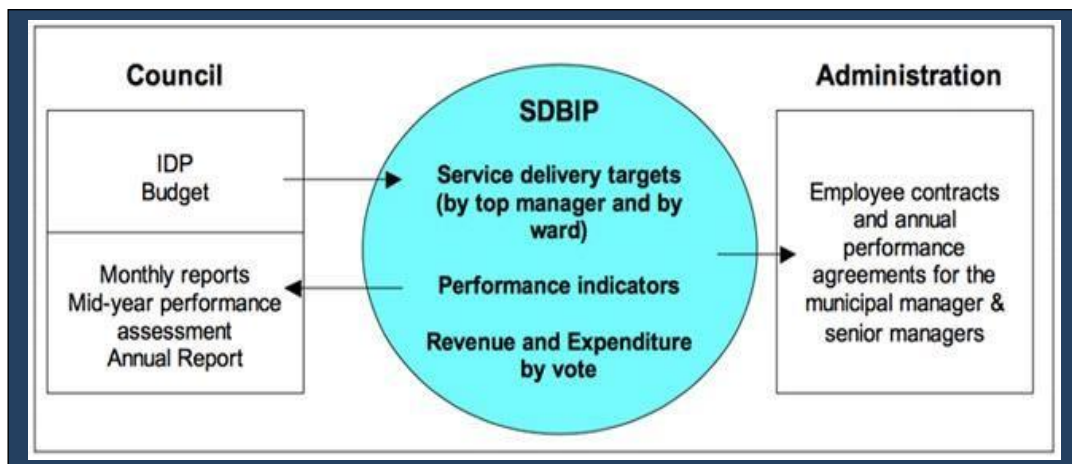 Council
IDP
Budget
Monthly reports
Mid-year performance
assessment
Annual Report
SDBIP
Service delivery targets
(by top manager and by
ward)
Performance indicators
Revenue and Expenditure
by vote
Administration
Employee contracts
and annual
performance
agreements for the
municipal manager &
senior managers